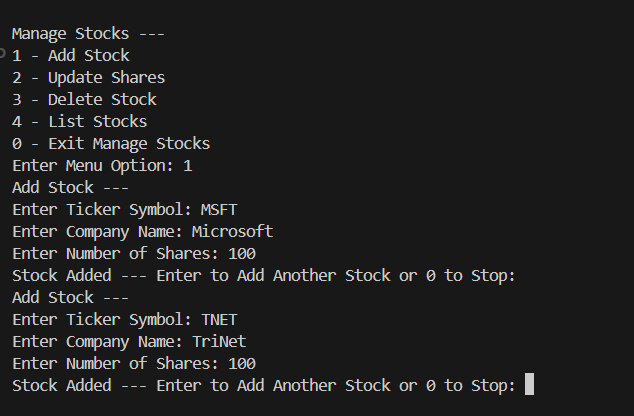 Manage Stocks ---
1 - Add Stock
2 - Update Shares
3 - Delete Stock
4 - List Stocks
0 - Exit Manage Stocks
Enter Menu Option: 1
Add Stock ---
Enter Ticker Symbol: MSFT
Enter Company Name: Microsoft
Enter Number of Shares: 100
Stock Added --- Enter to Add Another Stock or 0 to Stop:
Add Stock ---
Enter Ticker Symbol: TNET
Enter Company Name: TriNet
Enter Number of Shares: 100
Stock Added --- Enter to Add Another Stock or 0 to Stop: